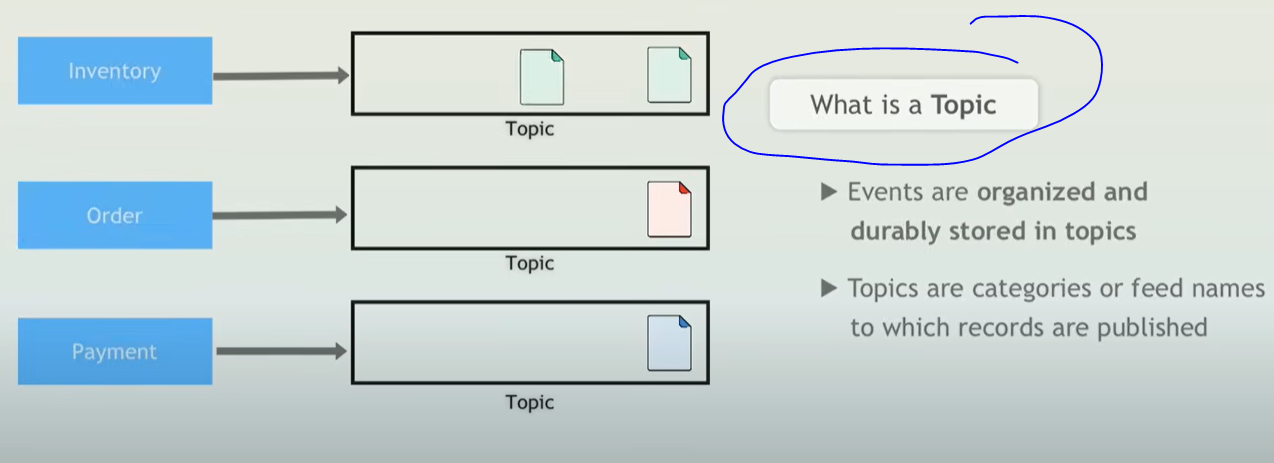 Inventory
Topic
Order
Topic
Payment
Topic
What is a Topic
Events are organized and
durably stored in topics
Topics are categories or feed names
to which records are published